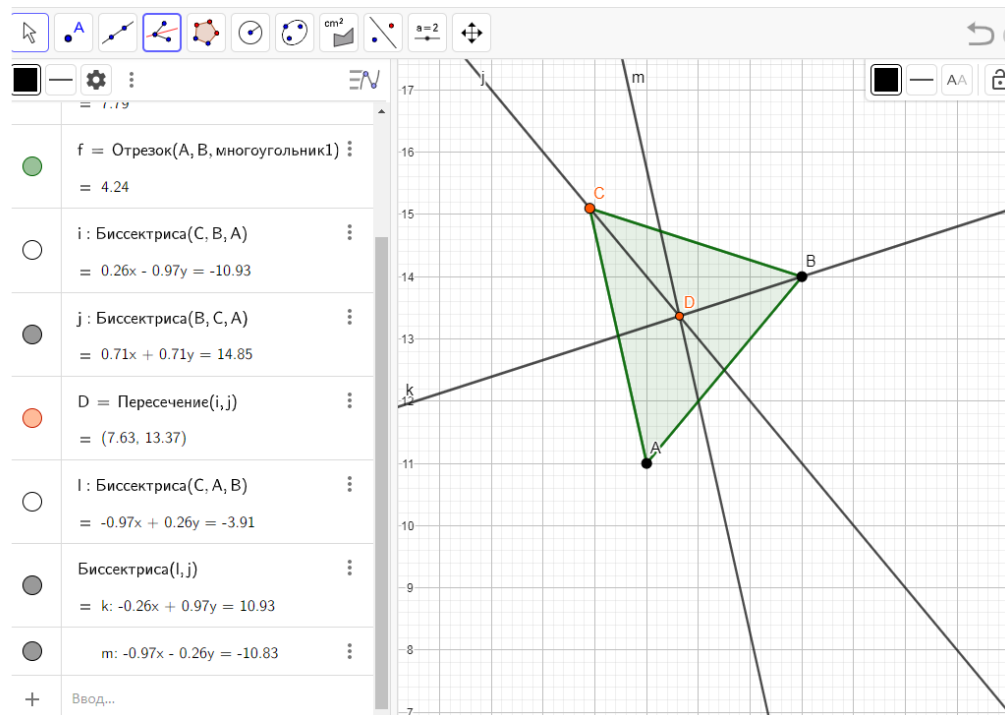 A
cm²
a=2
AA
= 7.79
f = Отрезок(A, B, многоугольник1)
= 4.24
i : Биссектриса(C, B, A)
= 0.26x - 0.97y = -10.93
j : Биссектриса(B, C, A)
= 0.71x + 0.71y = 14.85
D = Пересечение(i, j)
= (7.63, 13.37)
l : Биссектриса(C, A, B)
= -0.97x + 0.26y = -3.91
Биссектриса(l, j)
= k: -0.26x + 0.97y = 10.93
m: -0.97x - 0.26y = -10.83
Ввод...
j
m
17
16
C
15
B
14
D
13
k
12
A
11
10
9
8
7